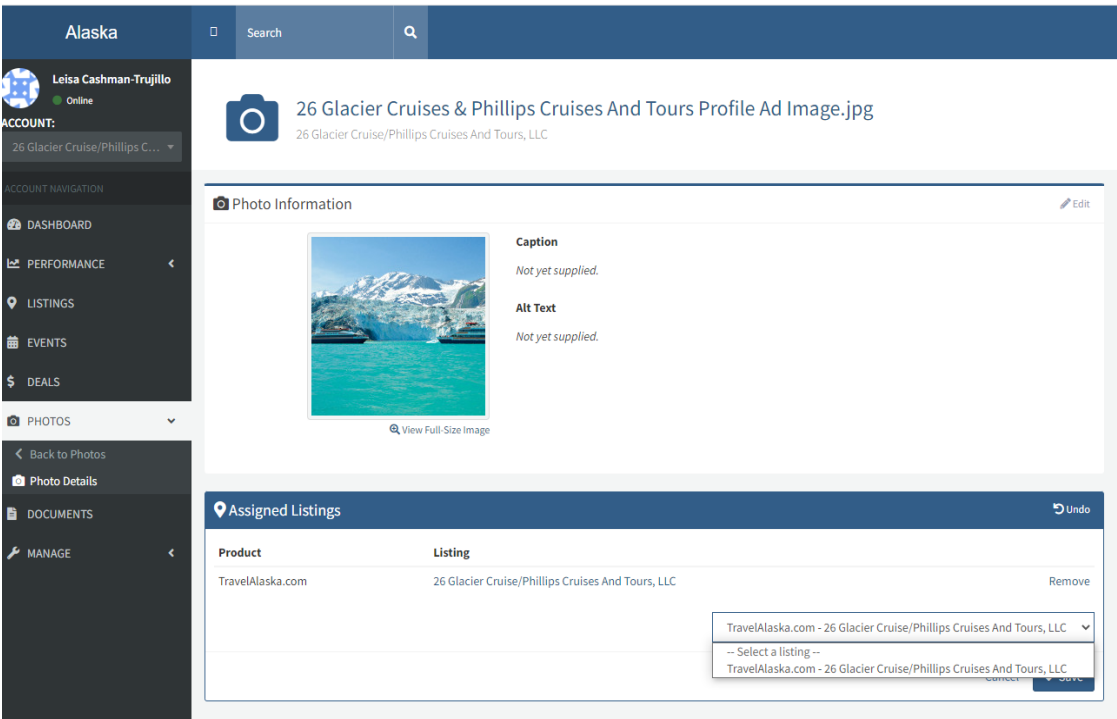 Alaska
Search
Leisa Cashman-Trujillo
Online
ACCOUNT:
26 Glacier Cruise/Phillips C...
ACCOUNT NAVIGATION
DASHBOARD
PERFORMANCE
LISTINGS
EVENTS
DEALS
PHOTOS
Back to Photos
Photo Details
DOCUMENTS
MANAGE
26 Glacier Cruises & Phillips Cruises And Tours Profile Ad Image.jpg
26 Glacier Cruise/Phillips Cruises And Tours, LLC
Photo Information
Edit
Caption
Not yet supplied.
Alt Text
Not yet supplied.
View Full-Size Image
Assigned Listings
Undo
Product Listing
TravelAlaska.com 26 Glacier Cruise/Phillips Cruises And Tours, LLC Remove
TravelAlaska.com - 26 Glacier Cruise/Phillips Cruises And Tours, LLC
-- Select a listing --
TravelAlaska.com - 26 Glacier Cruise/Phillips Cruises And Tours, LLC
Cancel Save